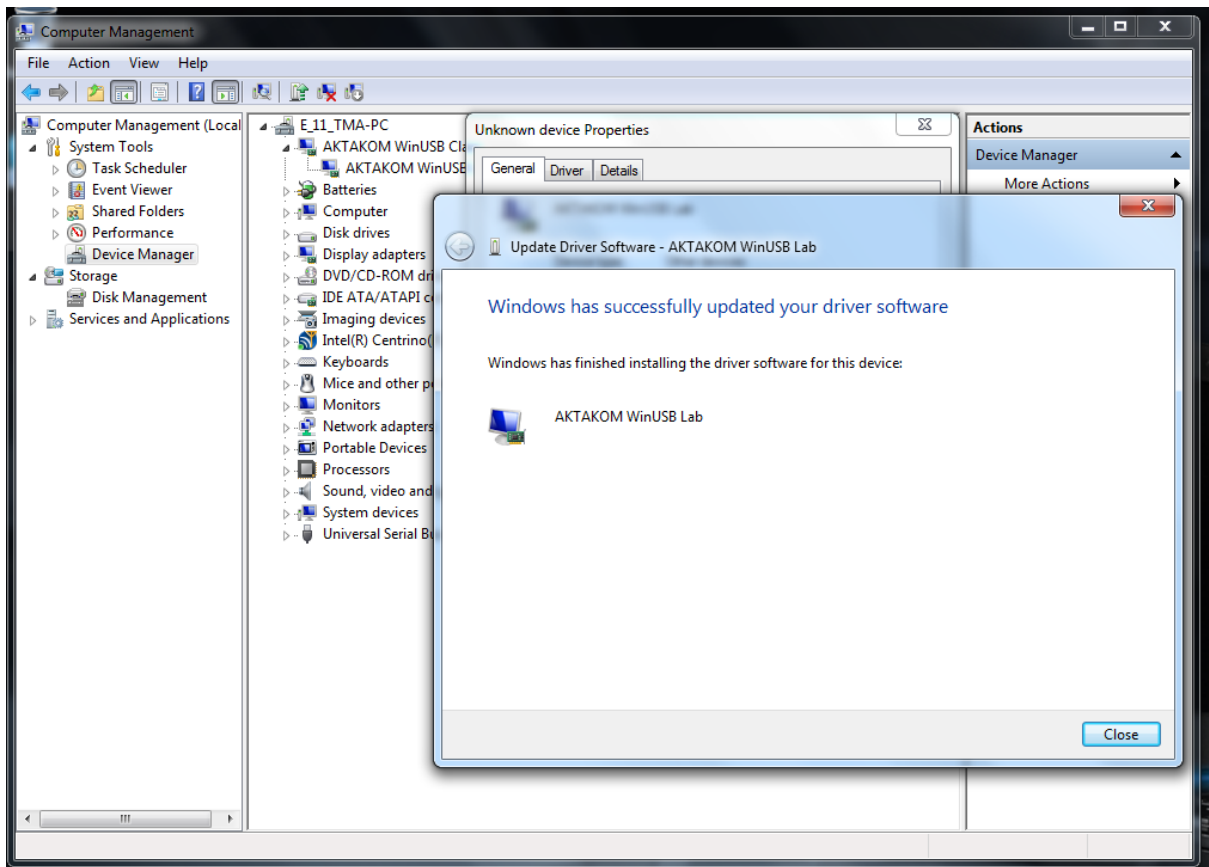 Computer Management
File Action View Help
Computer Management (Local
System Tools
Task Scheduler
Event Viewer
Shared Folders
Performance
Device Manager
Storage
Disk Management
Services and Applications
E_11_TMA-PC
AKTAKOM WinUSB Cla
AKTAKOM WinUSB
Batteries
Computer
Disk drives
Display adapters
DVD/CD-ROM dri
IDE ATA/ATAPI c
Imaging devices
Intel(R) Centrino(
Keyboards
Mice and other p
Monitors
Network adapters
Portable Devices
Processors
Sound, video and
System devices
Universal Serial Bu
Unknown device Properties
General Driver Details
Update Driver Software - AKTAKOM WinUSB Lab
Windows has successfully updated your driver software
Windows has finished installing the driver software for this device:
AKTAKOM WinUSB Lab
Close
Actions
Device Manager
More Actions